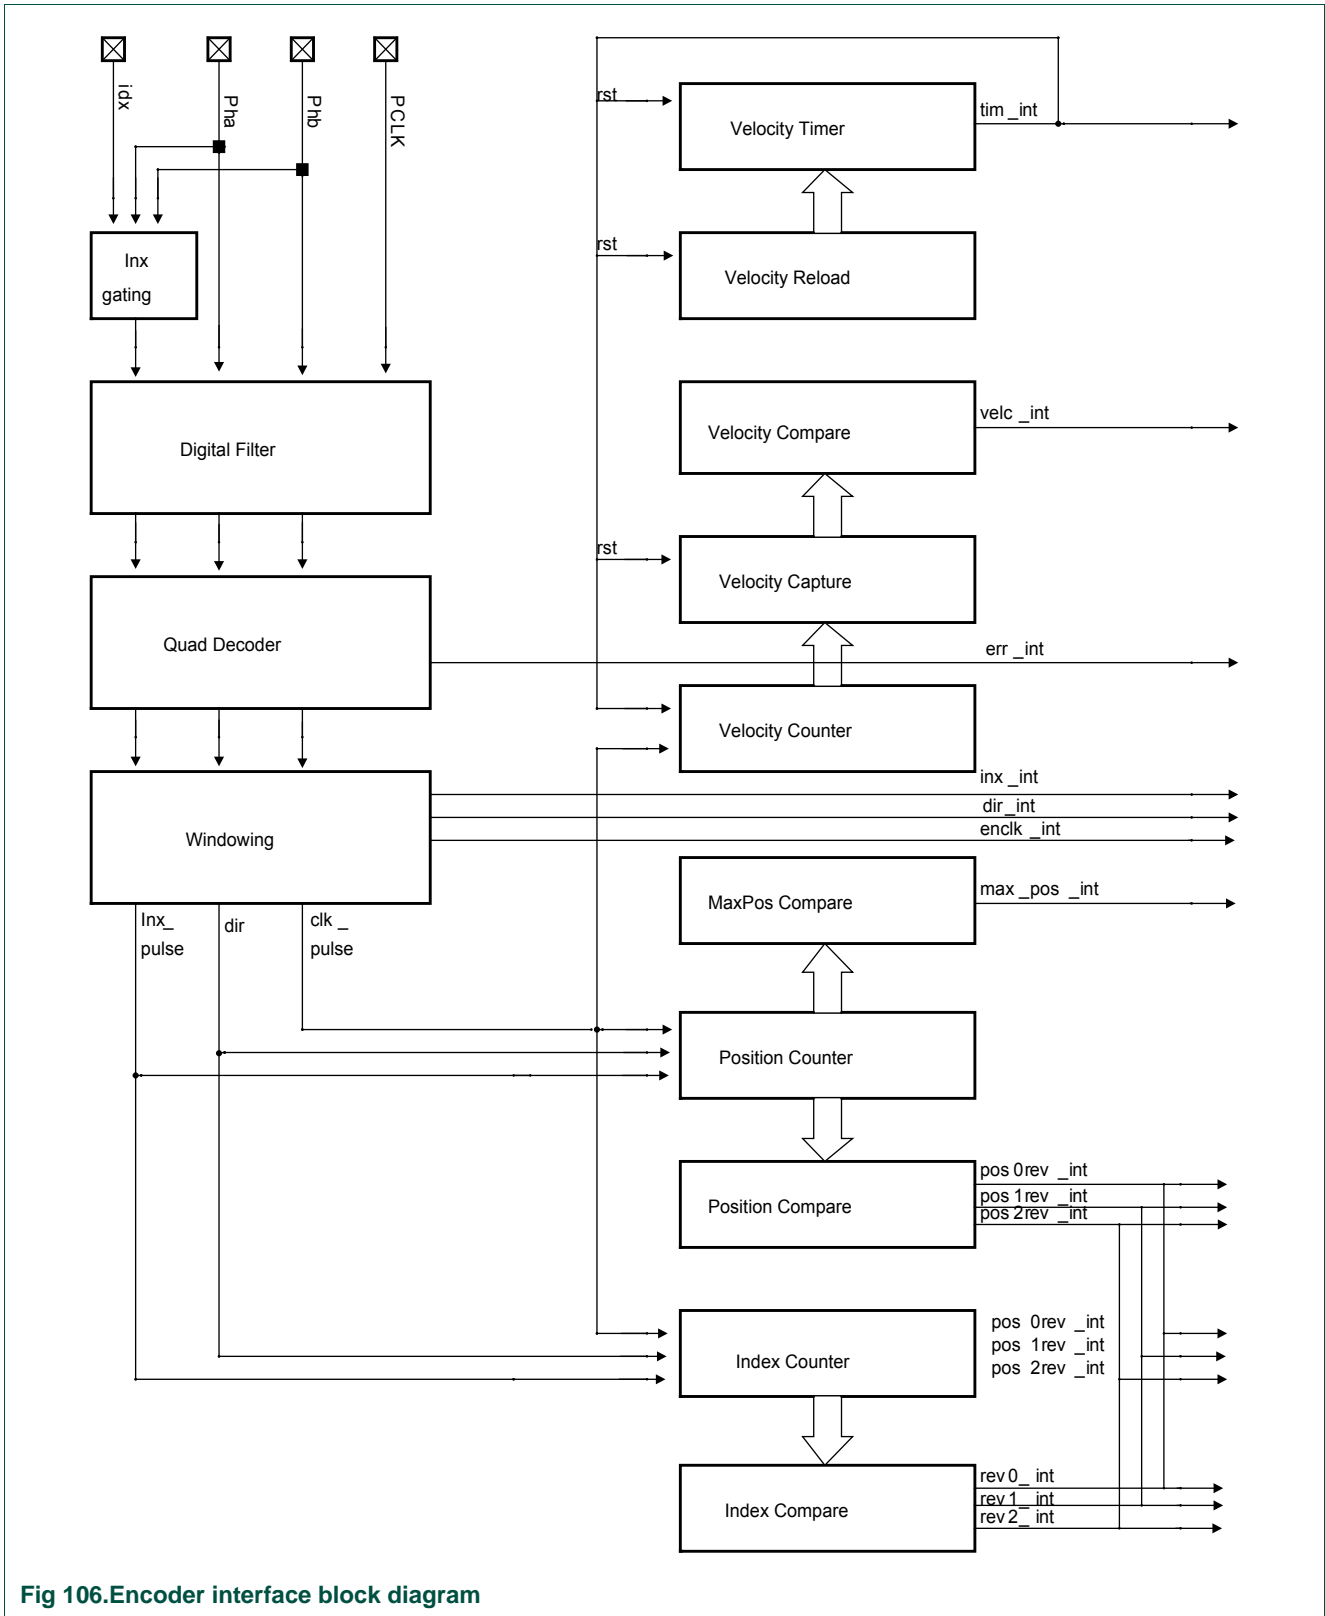 idx
Pha
Phb
PCLK
Inx
gating
Digital Filter
Quad Decoder
Windowing
Inx_
pulse
dir
clk _
pulse
rst
Velocity Timer
tim _int
rst
Velocity Reload
Velocity Compare
velc _int
rst
Velocity Capture
err _int
Velocity Counter
inx _int
dir_int
enclk _int
MaxPos Compare
max _pos _int
Position Counter
Position Compare
pos 0rev _int
pos 1rev _int
pos 2rev _int
Index Counter
pos 0rev _int
pos 1rev _int
pos 2rev _int
Index Compare
rev 0_ int
rev 1_ int
rev 2_ int
Fig 106.Encoder interface block diagram